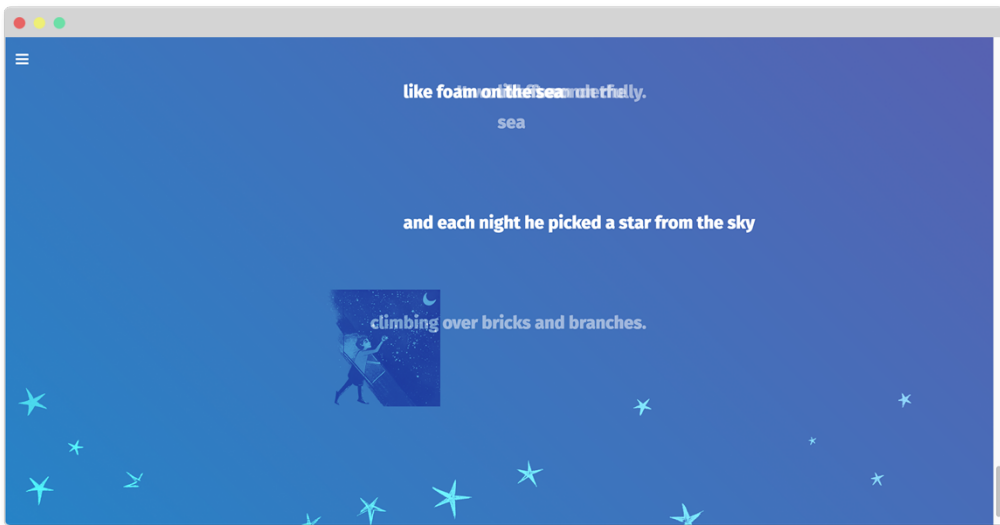 like foam on the sea
sea
and each night he picked a star from the sky
climbing over bricks and branches.